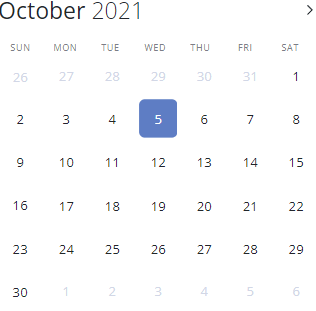 October 2021
SUN MON TUE WED THU FRI SAT
26 27 28 29 30 31 1
2 3 4 5 6 7 8
9 10 11 12 13 14 15
16 17 18 19 20 21 22
23 24 25 26 27 28 29
30 1 2 3 4 5 6